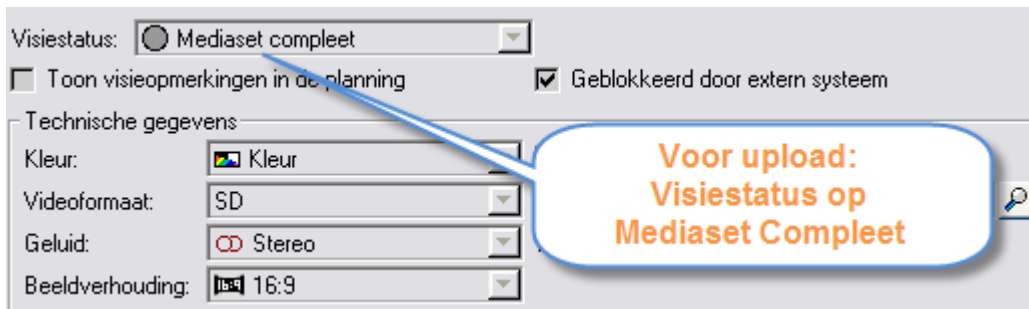 Visiestatus: Mediaset compleet
Toon visieopmerkingen in de planning Geblokkeerd door extern systeem
Technische gegevens
Kleur: Kleur
Videoformaat: SD
Geluid: Stereo
Beeldverhouding: 16:9
Voor upload:
Visiestatus op
Mediaset Compleet